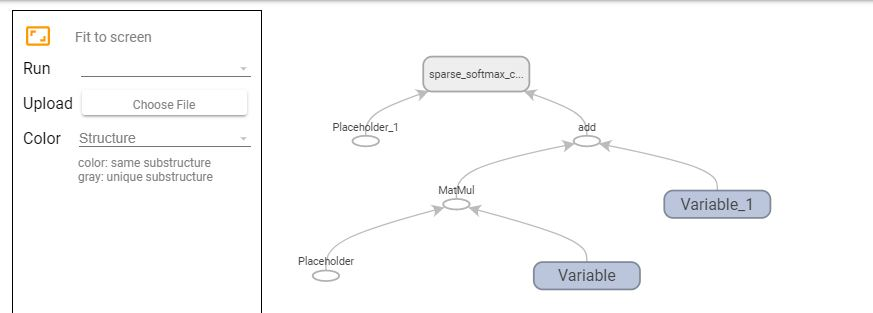 Fit to screen
Run
Upload
Choose File
Color
Structure
color: same substructure
gray: unique substructure
sparse_softmax_c...
Placeholder_1
add
MatMul
Variable_1
Placeholder
Variable